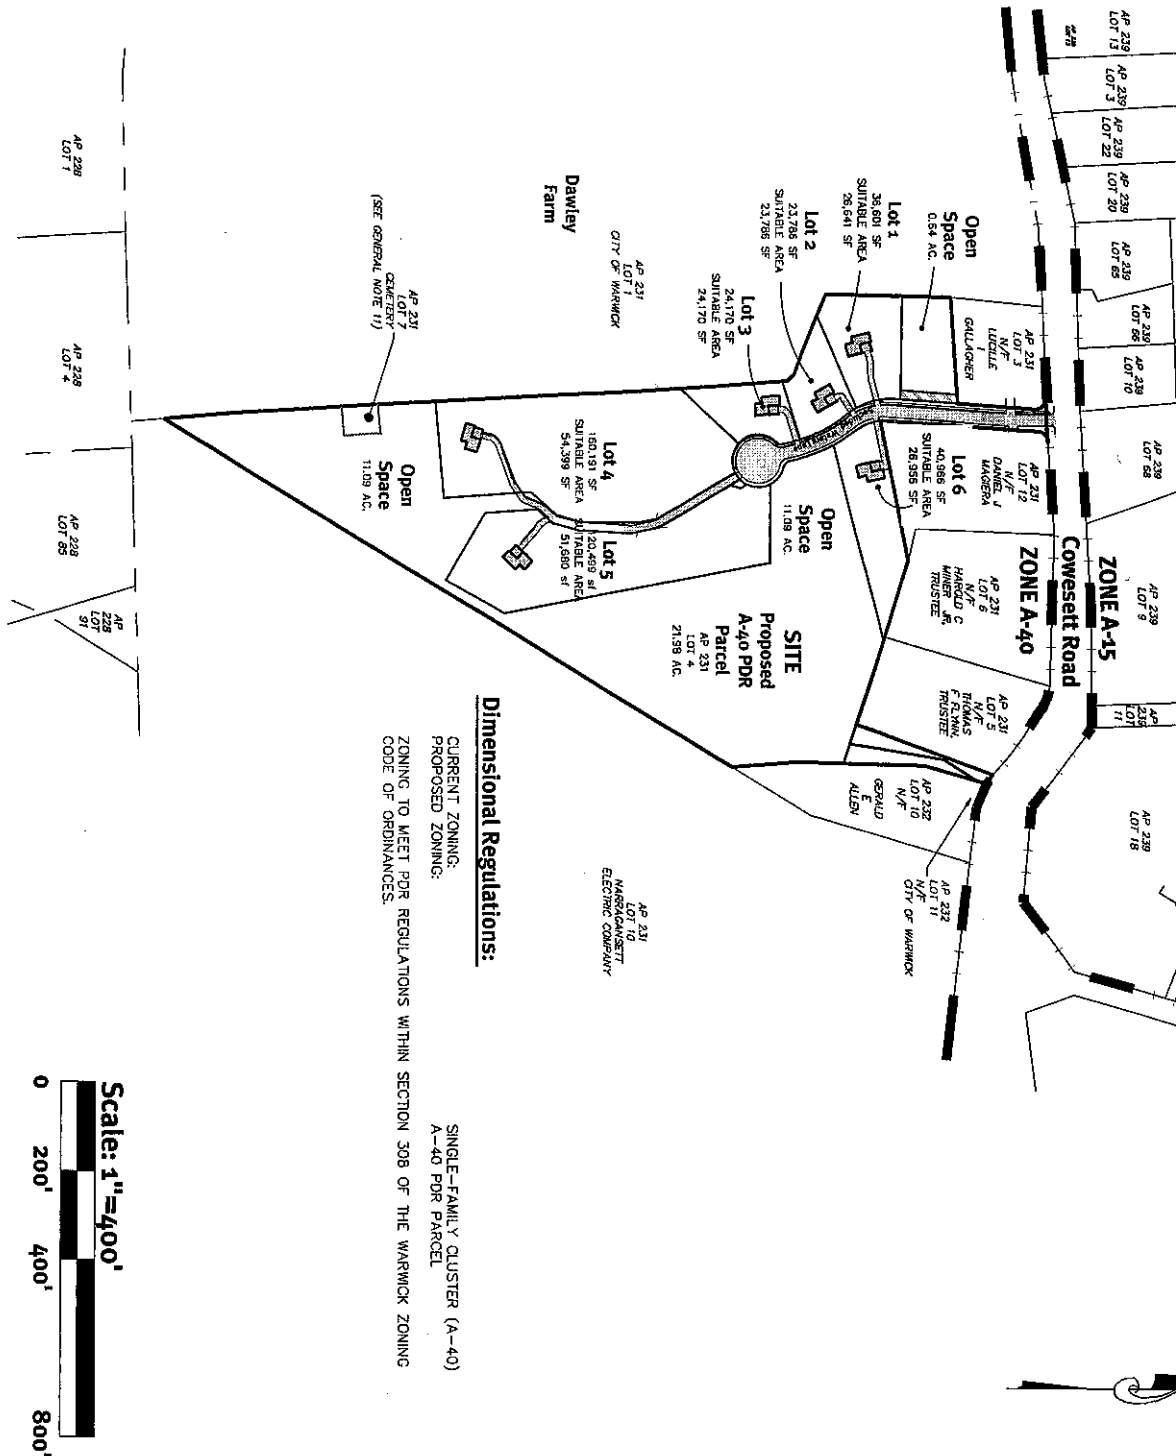 AP 239
LOT 13
AP 239
LOT 3
AP 239
LOT 22
AP 239
LOT 20
AP 239
LOT 65
AP 239
LOT 66
AP 239
LOT 10
AP 239
LOT 68
AP 239
LOT 9
AP
239
LOT
11
AP 239
LOT 18
ZONE A-15
Cowesett Road
ZONE A-40
AP 231
LOT 3
N/F
LUCILLE
I
GALLAGHER
AP 231
LOT 12
N/F
DANIEL J
MAGIERA
AP 231
LOT 6
N/F
HAROLD C
MINER JR.
TRUSTEE
AP 231
LOT 5
N/F
THOMAS
F FLYNN,
TRUSTEE
AP 232
LOT 10
N/F
GERALD
E
ALLEN
AP 232
LOT 11
N/F
CITY OF WARWICK
Open
Space
0.64 AC.
Lot 1
36,601 SF
SUITABLE AREA
26,641 SF
Lot 2
23,786 SF
SUITABLE AREA
23,786 SF
Lot 3
24,170 SF
SUITABLE AREA
24,170 SF
Lot 6
40,966 SF
SUITABLE AREA
26,956 SF
Open
Space
11.09 AC.
SITE
Proposed
A-40 PDR
Parcel
AP 231
LOT 4
21.98 AC.
Lot 4
160,191 SF
SUITABLE AREA
54,399 SF
Lot 5
120,499 sf
SUITABLE AREA
51,680 sf
Open
Space
11.09 AC.
AP 231
LOT 1
CITY OF WARWICK
Dawley
Farm
AP 231
LOT 7
CEMETERY
(SEE GENERAL NOTE 11)
AP 231
LOT 10
NARRAGANSETT
ELECTRIC COMPANY
AP 228
LOT 1
AP 228
LOT 4
AP 228
LOT 85
AP
228
LOT
91
Dimensional Regulations:
CURRENT ZONING: SINGLE-FAMILY CLUSTER (A-40)
PROPOSED ZONING: A-40 PDR PARCEL
ZONING TO MEET PDR REGULATIONS WITHIN SECTION 308 OF THE WARWICK ZONING
CODE OF ORDINANCES.
Scale: 1"=400'
0 200' 400' 800'